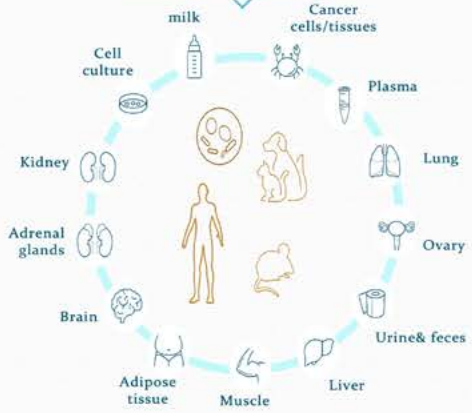 milk
Cancer
cells/tissues
Cell
culture
Plasma
Kidney
Lung
Adrenal
glands
Ovary
Brain
Urine& feces
Adipose
tissue
Muscle
Liver